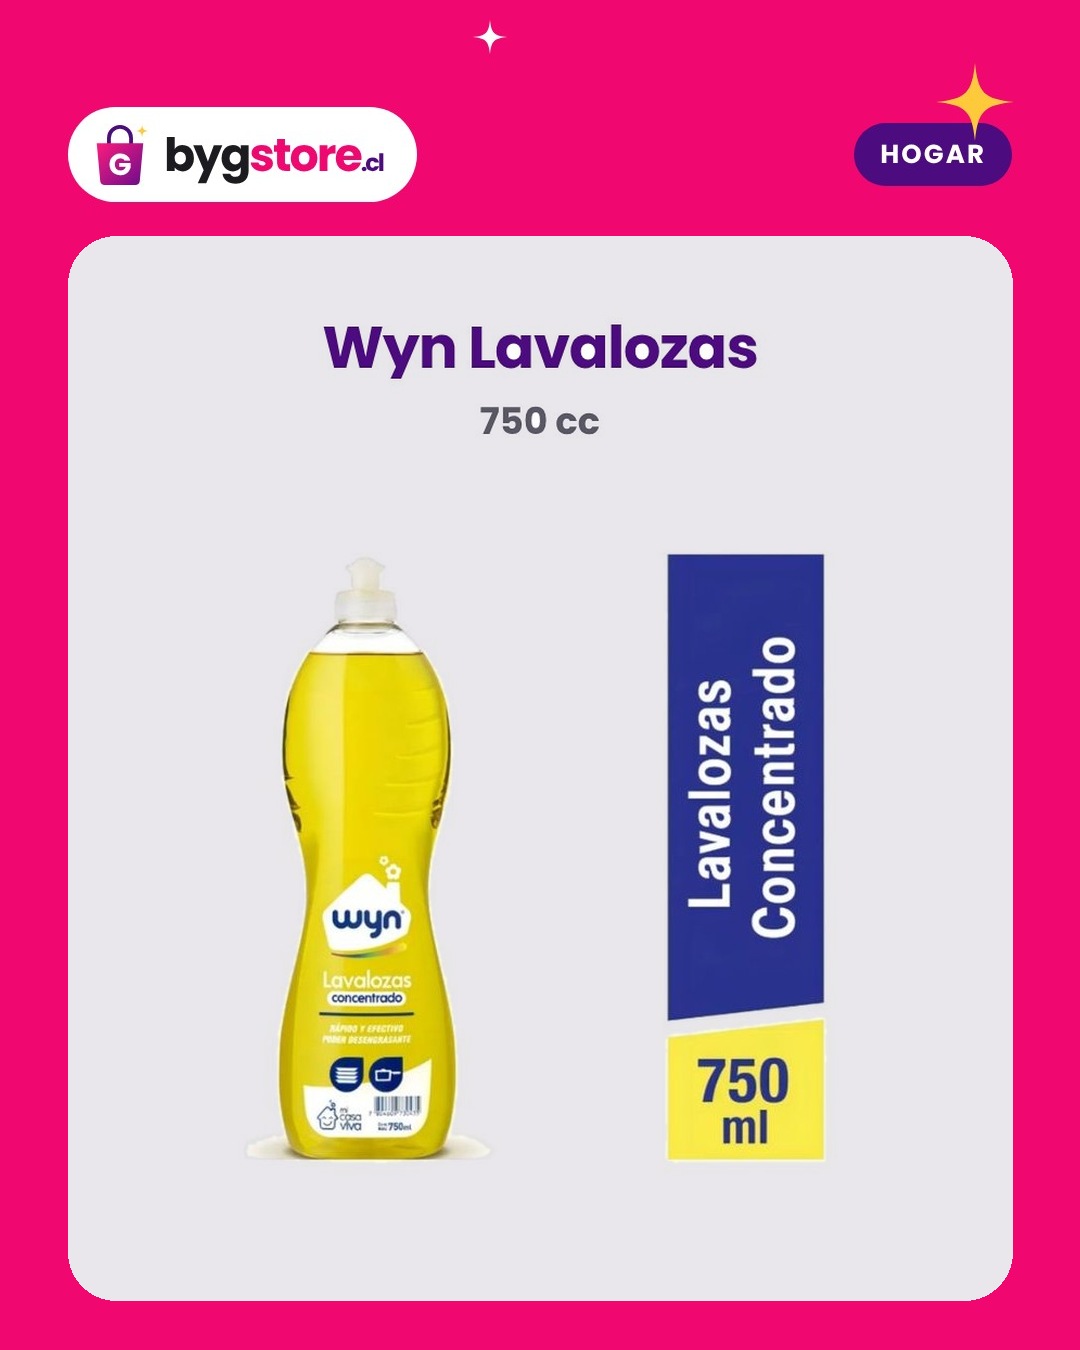 G
bygstore.cl
HOGAR
Wyn Lavalozas
750 cc
wyn
Lavalozas
concentrado
RÁPIDO Y EFECTIVO
PODER DESENGRASANTE
mi
casa
viva
750ml
Lavalozas
Concentrado
750
ml